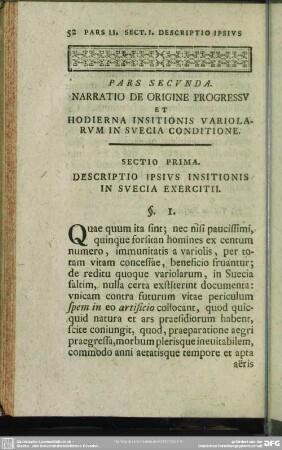 52 PARS II. SECT. I. DESCRIPTIO IPSIVS
PARS SECVNDA.
NARRATIO DE ORIGINE PROGRESSV
ET
HODIERNA INSITIONIS VARIOLA-
RVM IN SVECIA CONDITIONE.
SECTIO PRIMA.
DESCRIPTIO IPSIVS INSITIONIS
IN SVECIA EXERCITII.
§. I.
Quae quum ita sint; nec nisi paucissimi,
quinque forsitan homines ex centum
numero, immunitatis a variolis, per to-
tam vitam concessae, beneficio fruantur;
de reditu quoque variolarum, in Suecia
saltim, nulla certa exstiterint documenta:
vnicam contra suturum vitae periculum
spem in eo artificio collocant, quod quic-
quid natura et ars praesidiorum habent,
scite coniungit, quod, praeparatione aegri
praegressa, morbum plerisque ineuitabilem,
commodo anni aetatisque tempore et apta
aëris